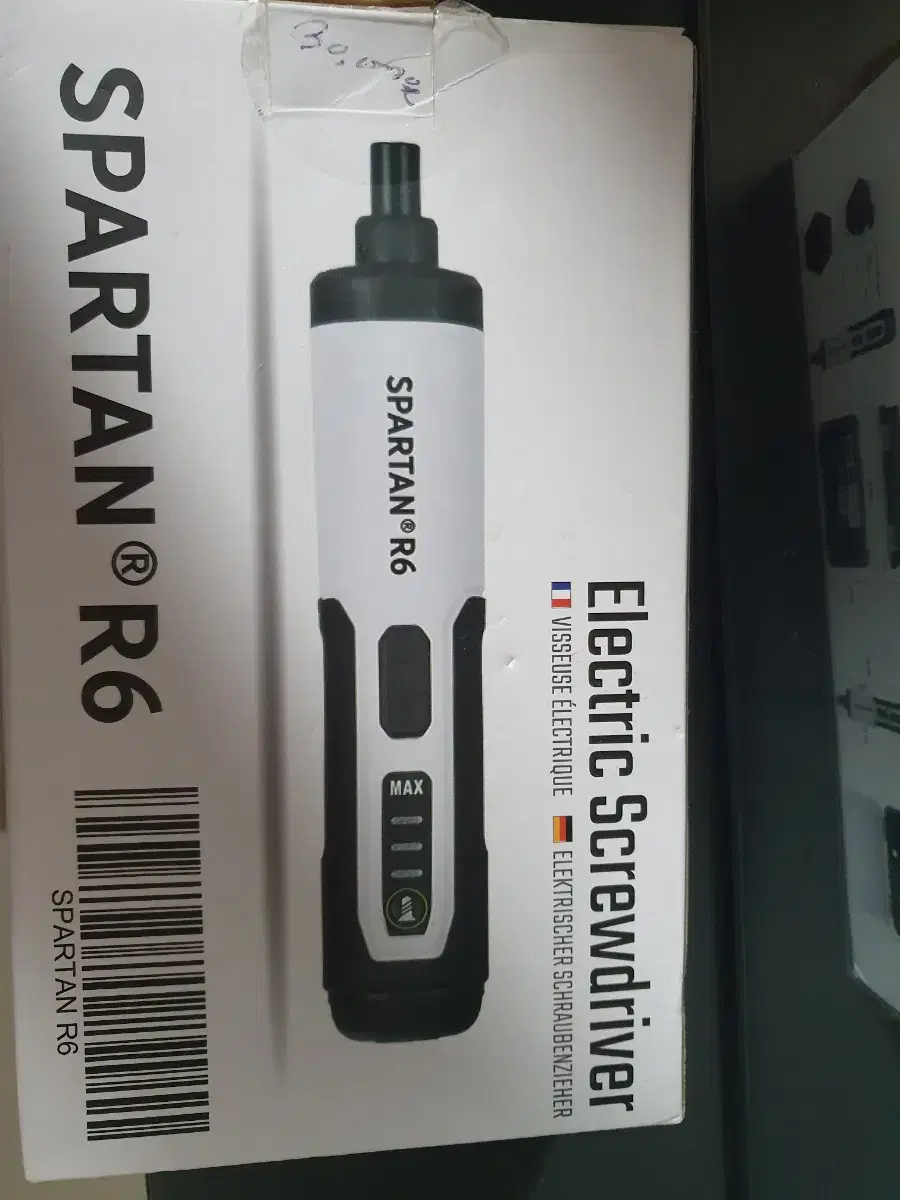 Electric Screwdriver
VISSEUSE ÉLECTRIQUE ELEKTRISCHER SCHRAUBENZIEHER
SPARTAN®R6
MAX
SPARTAN® R6
SPARTAN R6